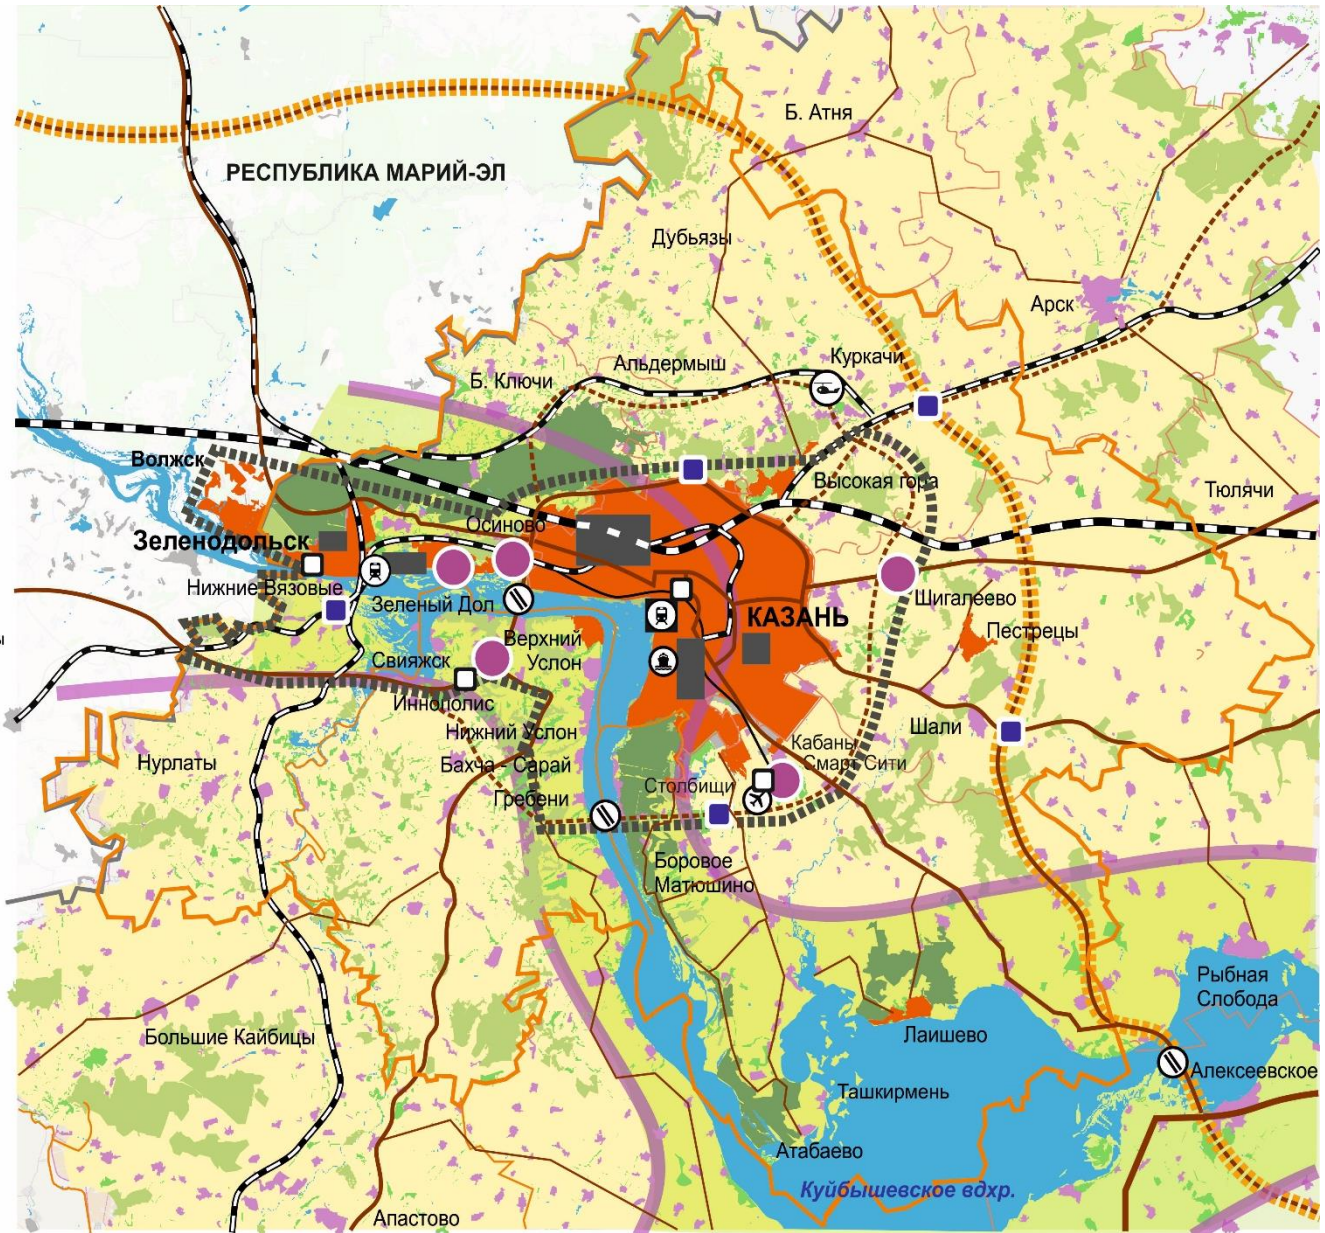 Б. Атня
РЕСПУБЛИКА МАРИЙ-ЭЛ
Дубьязы
Арск
Куркачи
Альдермыш
Б. Ключи
Волжск
Высокая гора
Тюлячи
Осиново
Зеленодольск
Нижние Вязовые
Зеленый Дол
Шигалеево
КАЗАНЬ
Пестрецы
Верхний
Услон
Свияжск
Иннополис
Нижний Услон
Шали
Кабаны
Смарт Сити
Нурлаты
Бахча - Сарай
Столбищи
Гребени
Боровое
Матюшино
Рыбная
Слобода
Большие Кайбицы
Лаишево
Алексеевское
Ташкирмень
Атабаево
Куйбышевское вдхр.
Апастово